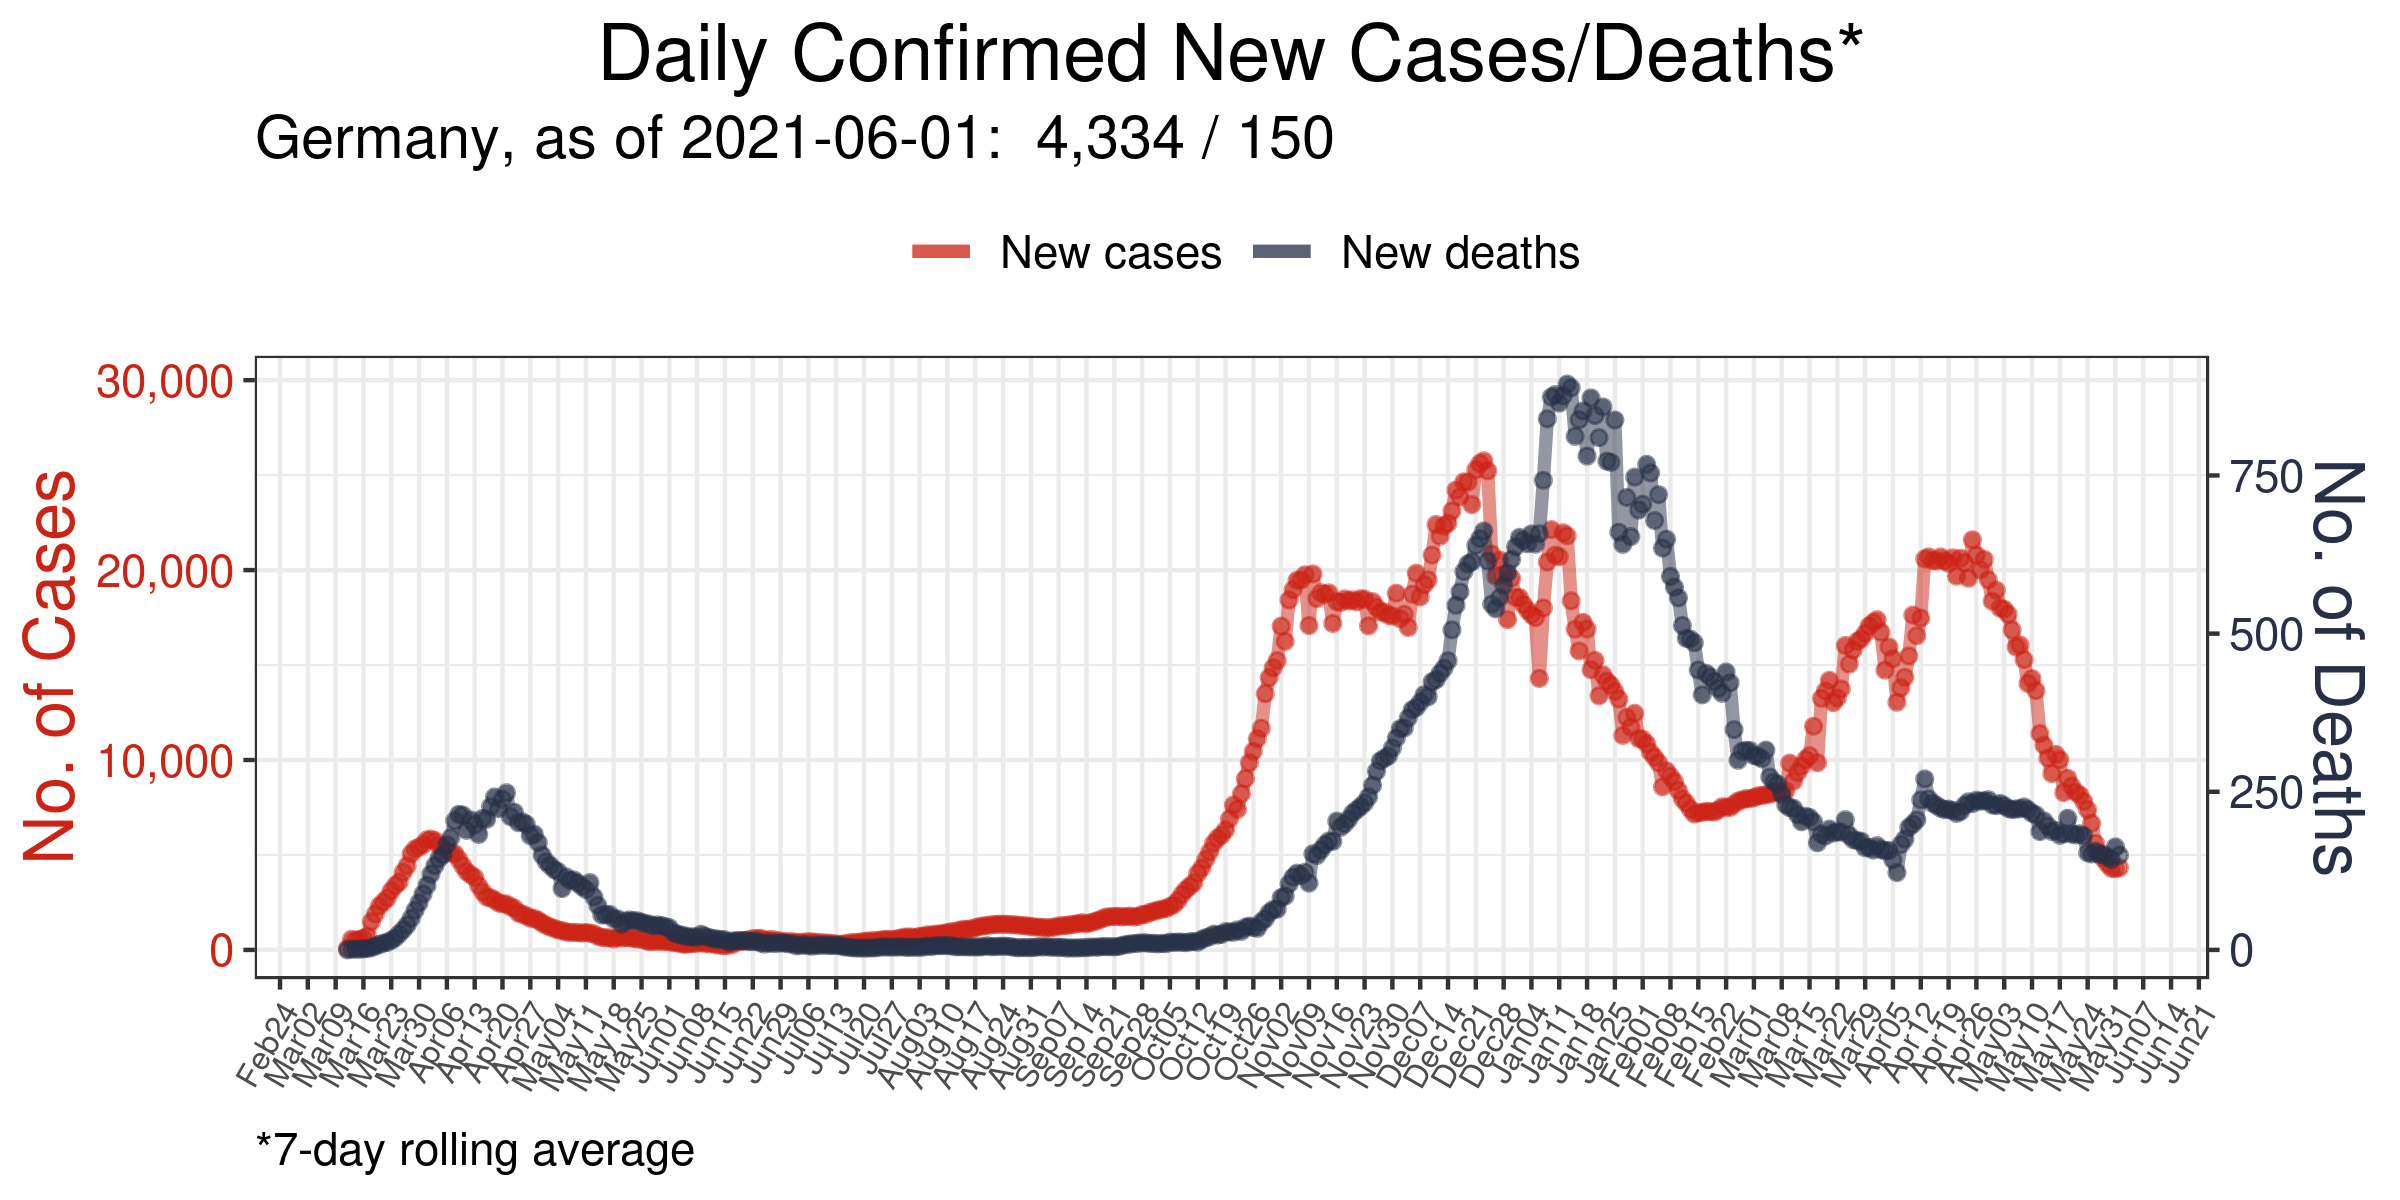 Daily Confirmed New Cases/Deaths*
Germany, as of 2021-06-01:  4,334 / 150
New cases
New deaths
No. of Cases
30,000
20,000
10,000
0
750
500
250
0
No. of Deaths
Feb24
Mar02
Mar09
Mar16
Mar23
Mar30
Apr06
Apr13
Apr20
Apr27
May04
May11
May18
May25
Jun01
Jun08
Jun15
Jun22
Jun29
Jul06
Jul13
Jul20
Jul27
Aug03
Aug10
Aug17
Aug24
Aug31
Sep07
Sep14
Sep21
Sep28
Oct05
Oct12
Oct19
Oct26
Nov02
Nov09
Nov16
Nov23
Nov30
Dec07
Dec14
Dec21
Dec28
Jan04
Jan11
Jan18
Jan25
Feb01
Feb08
Feb15
Feb22
Mar01
Mar08
Mar15
Mar22
Mar29
Apr05
Apr12
Apr19
Apr26
May03
May10
May17
May24
May31
Jun07
Jun14
Jun21
*7-day rolling average